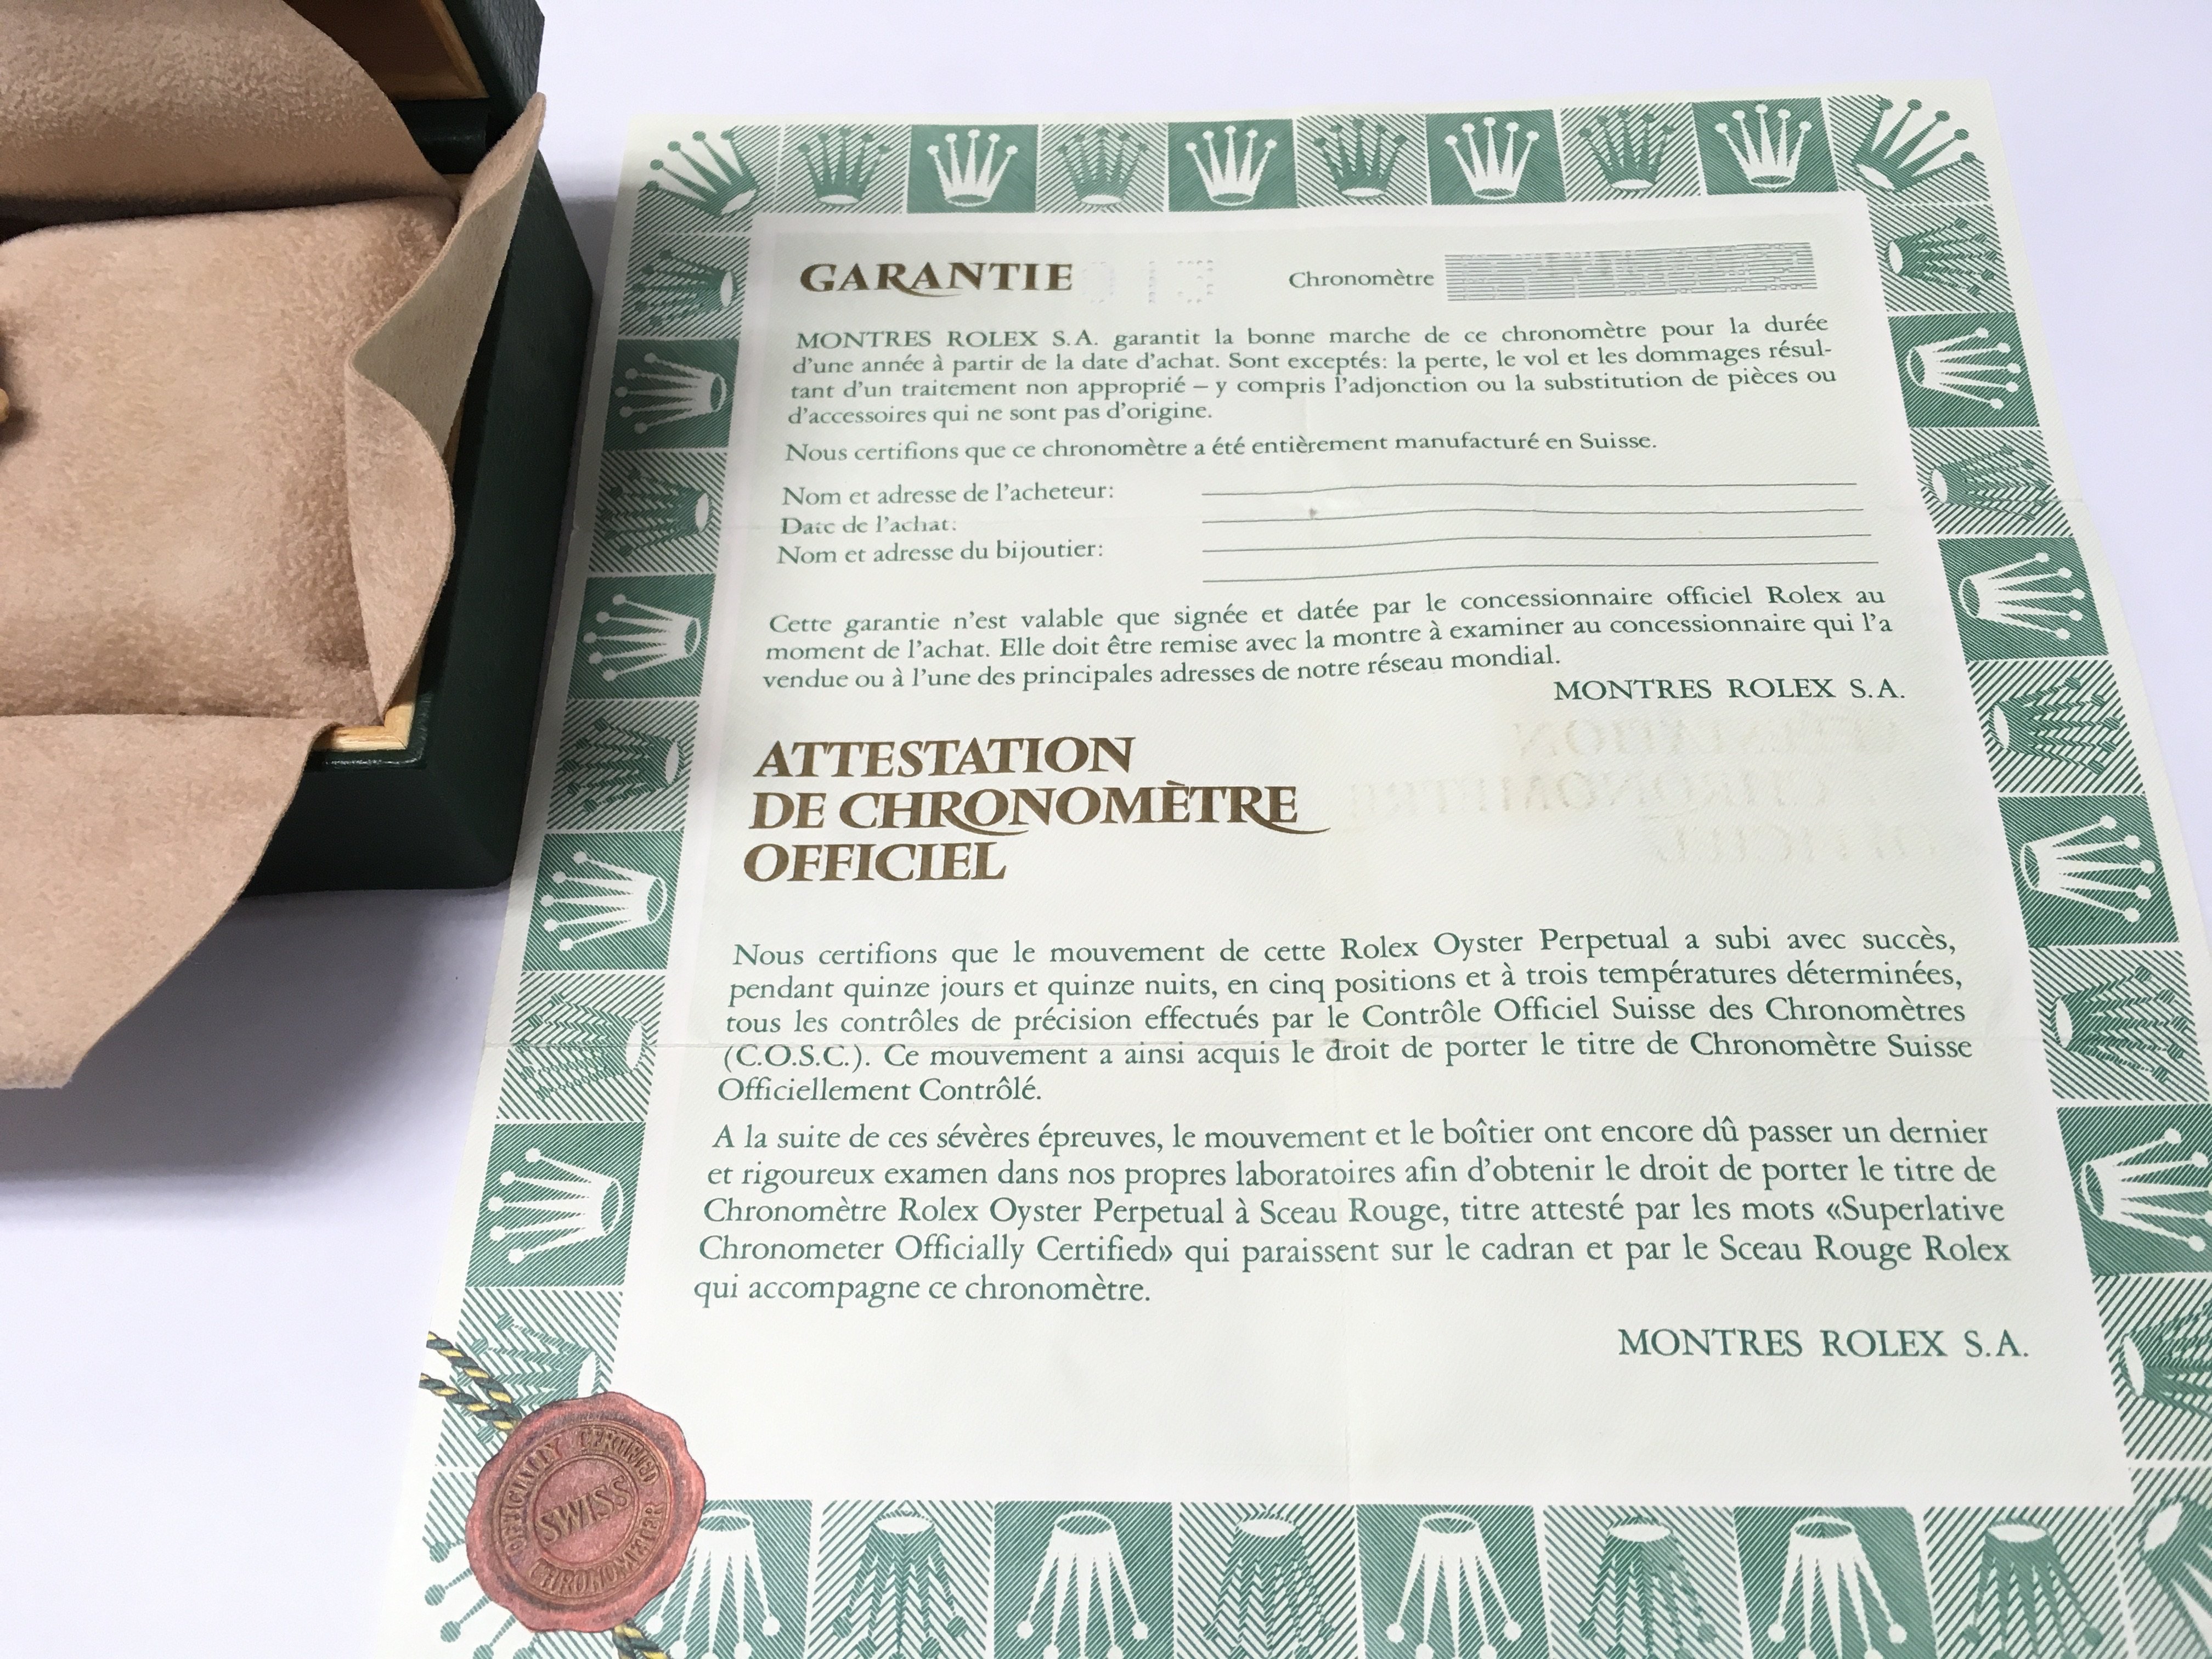 GARANTIE
Chronomètre
MONTRES ROLEX S.A. garantit la bonne marche de ce chronomètre pour la durée
d'une année à partir de la date d'achat. Sont exceptés: la perte, le vol et les dommages résul-
tant d'un traitement non approprié – y compris l'adjonction ou la substitution de pièces ou
d'accessoires qui ne sont pas d'origine.
Nous certifions que ce chronomètre a été entièrement manufacturé en Suisse.
Nom et adresse de l'acheteur:
Date de l'achat:
Nom et adresse du bijoutier:
Cette garantie n'est valable que signée et datée par le concessionnaire officiel Rolex au
moment de l'achat. Elle doit être remise avec la montre à examiner au concessionnaire qui l'a
vendue ou à l'une des principales adresses de notre réseau mondial.
MONTRES ROLEX S.A.
ATTESTATION
DE CHRONOMÈTRE
OFFICIEL
Nous certifions que le mouvement de cette Rolex Oyster Perpetual a subi avec succès,
pendant quinze jours et quinze nuits, en cinq positions et à trois températures déterminées,
tous les contrôles de précision effectués par le Contrôle Officiel Suisse des Chronomètres
(C.O.S.C.). Ce mouvement a ainsi acquis le droit de porter le titre de Chronomètre Suisse
Officiellement Contrôlé.
A la suite de ces sévères épreuves, le mouvement et le boîtier ont encore dû passer un dernier
et rigoureux examen dans nos propres laboratoires afin d'obtenir le droit de porter le titre de
Chronomètre Rolex Oyster Perpetual à Sceau Rouge, titre attesté par les mots «Superlative
Chronometer Officially Certified» qui paraissent sur le cadran et par le Sceau Rouge Rolex
qui accompagne ce chronomètre.
MONTRES ROLEX S.A.
OFFICIALLY CERTIFIED
SWISS
CHRONOMETER